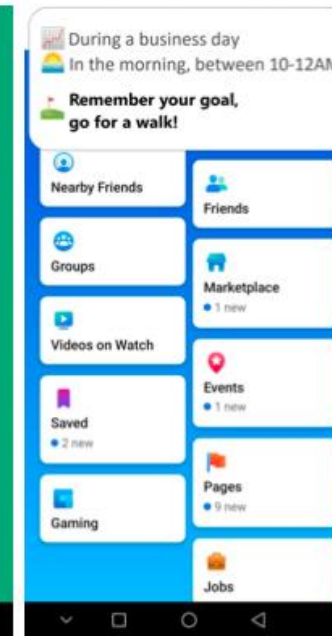 During a business day
In the morning, between 10-12AM
Remember your goal,
go for a walk!
Nearby Friends
Groups
Videos on Watch
Saved
2 new
Gaming
Friends
Marketplace
1 new
Events
1 new
Pages
9 new
Jobs